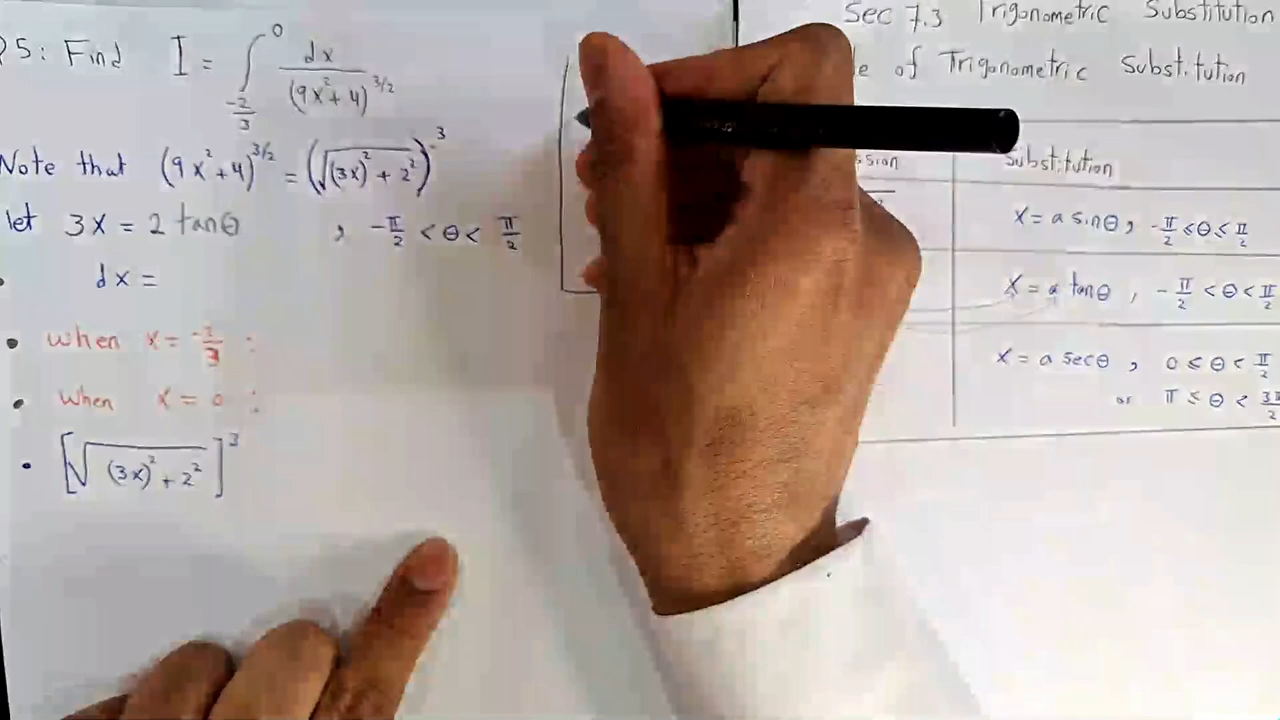 5: Find I = ∫_{-2/3}^{0} dx / (9x²+4)^{3/2}
Note that (9x²+4)^{3/2} = (√((3x)²+2²))^3
let 3x = 2 tanθ , -π/2 < θ < π/2
dx =
• when x = -2/3 :
• when x = 0 :
• [√((3x)²+2²)]^3
Sec 7.3 Trigonometric Substitution
of Trigonometric Substitution
Substitution
x = a sinθ, -π/2 ≤ θ ≤ π/2
x = a tanθ , -π/2 < θ < π/2
x = a secθ , 0 ≤ θ < π/2
or π ≤ θ < 3π/2